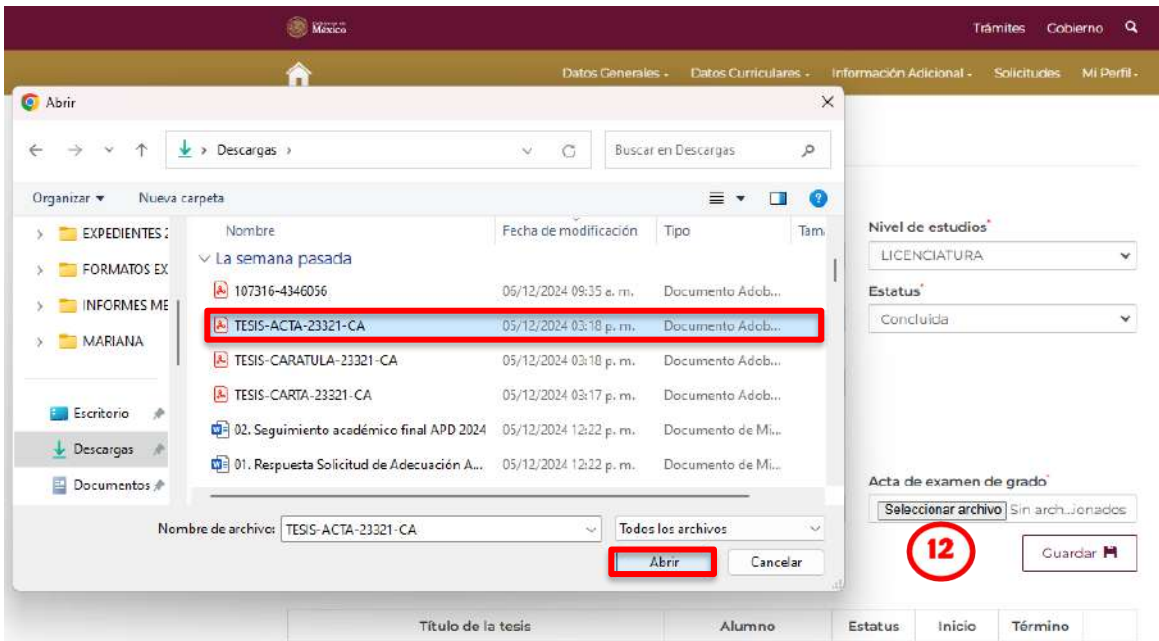 México
Trámites Gobierno
Datos Generales Datos Curriculares Información Adicional Solicitudes Mi Perfil
Abrir
Descargas
Buscar en Descargas
Organizar Nueva carpeta
Nombre Fecha de modificación Tipo Tam
EXPEDIENTES 2
FORMATOS EX
INFORMES ME
MARIANA
Escritorio
Descargas
Documentos
La semana pasada
107316-4346056 06/12/2024 09:35 a. m. Documento Adob...
TESIS-ACTA-23321-CA 05/12/2024 03:18 p. m. Documento Adob...
TESIS-CARATULA-23321-CA 05/12/2024 03:18 p. m. Documento Adob...
TESIS-CARTA-23321-CA 05/12/2024 03:17 p. m. Documento Adob...
02. Seguimiento académico final APD 2024 05/12/2024 12:22 p. m. Documento de Mi...
01. Respuesta Solicitud de Adecuación A... 05/12/2024 12:22 p. m. Documento de Mi...
Nombre de archivo: TESIS-ACTA-23321-CA Todos los archivos
Abrir Cancelar
Nivel de estudios*
LICENCIATURA
Estatus*
Concluida
Acta de examen de grado*
Seleccionar archivo Sin arch...ionados
12
Guardar
Título de la tesis Alumno Estatus Inicio Término